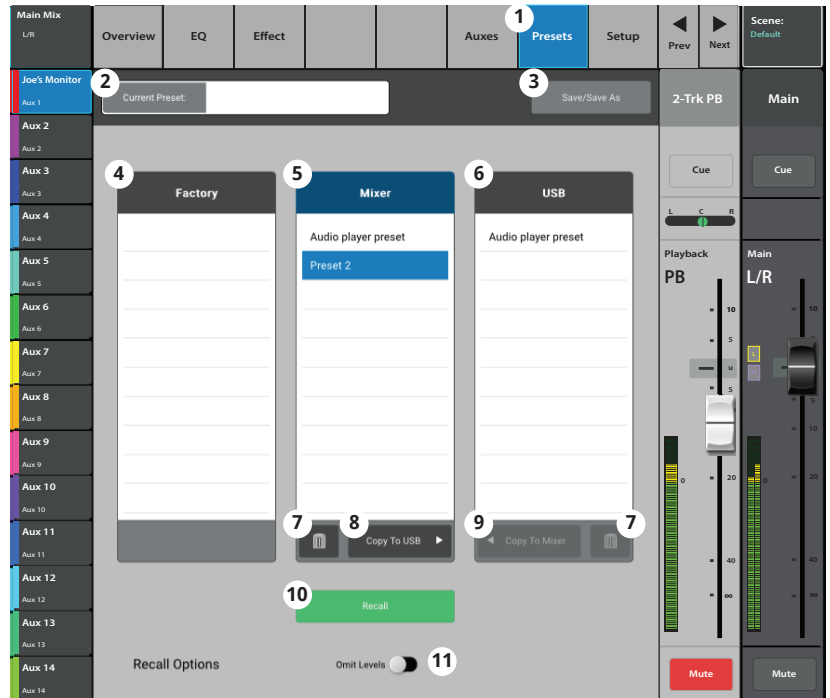 Main Mix
L/R
Overview
EQ
Effect
Auxes
1
Presets
Setup
Prev
Next
Scene:
Default
Joe's Monitor
Aux 1
Aux 2
Aux 2
Aux 3
Aux 3
Aux 4
Aux 4
Aux 5
Aux 5
Aux 6
Aux 6
Aux 7
Aux 7
Aux 8
Aux 8
Aux 9
Aux 9
Aux 10
Aux 10
Aux 11
Aux 11
Aux 12
Aux 12
Aux 13
Aux 13
Aux 14
Aux 14
2
Current Preset:
3
Save/Save As
4
Factory
5
Mixer
Audio player preset
Preset 2
6
USB
Audio player preset
7
8
Copy To USB
9
Copy To Mixer
7
10
Recall
Recall Options
Omit Levels
11
2-Trk PB
Cue
L C R
Playback
PB
10
5
U
5
20
0
40
∞
Mute
Main
Cue
Main
L/R
10
L
5
10
20
0
40
∞
Mute